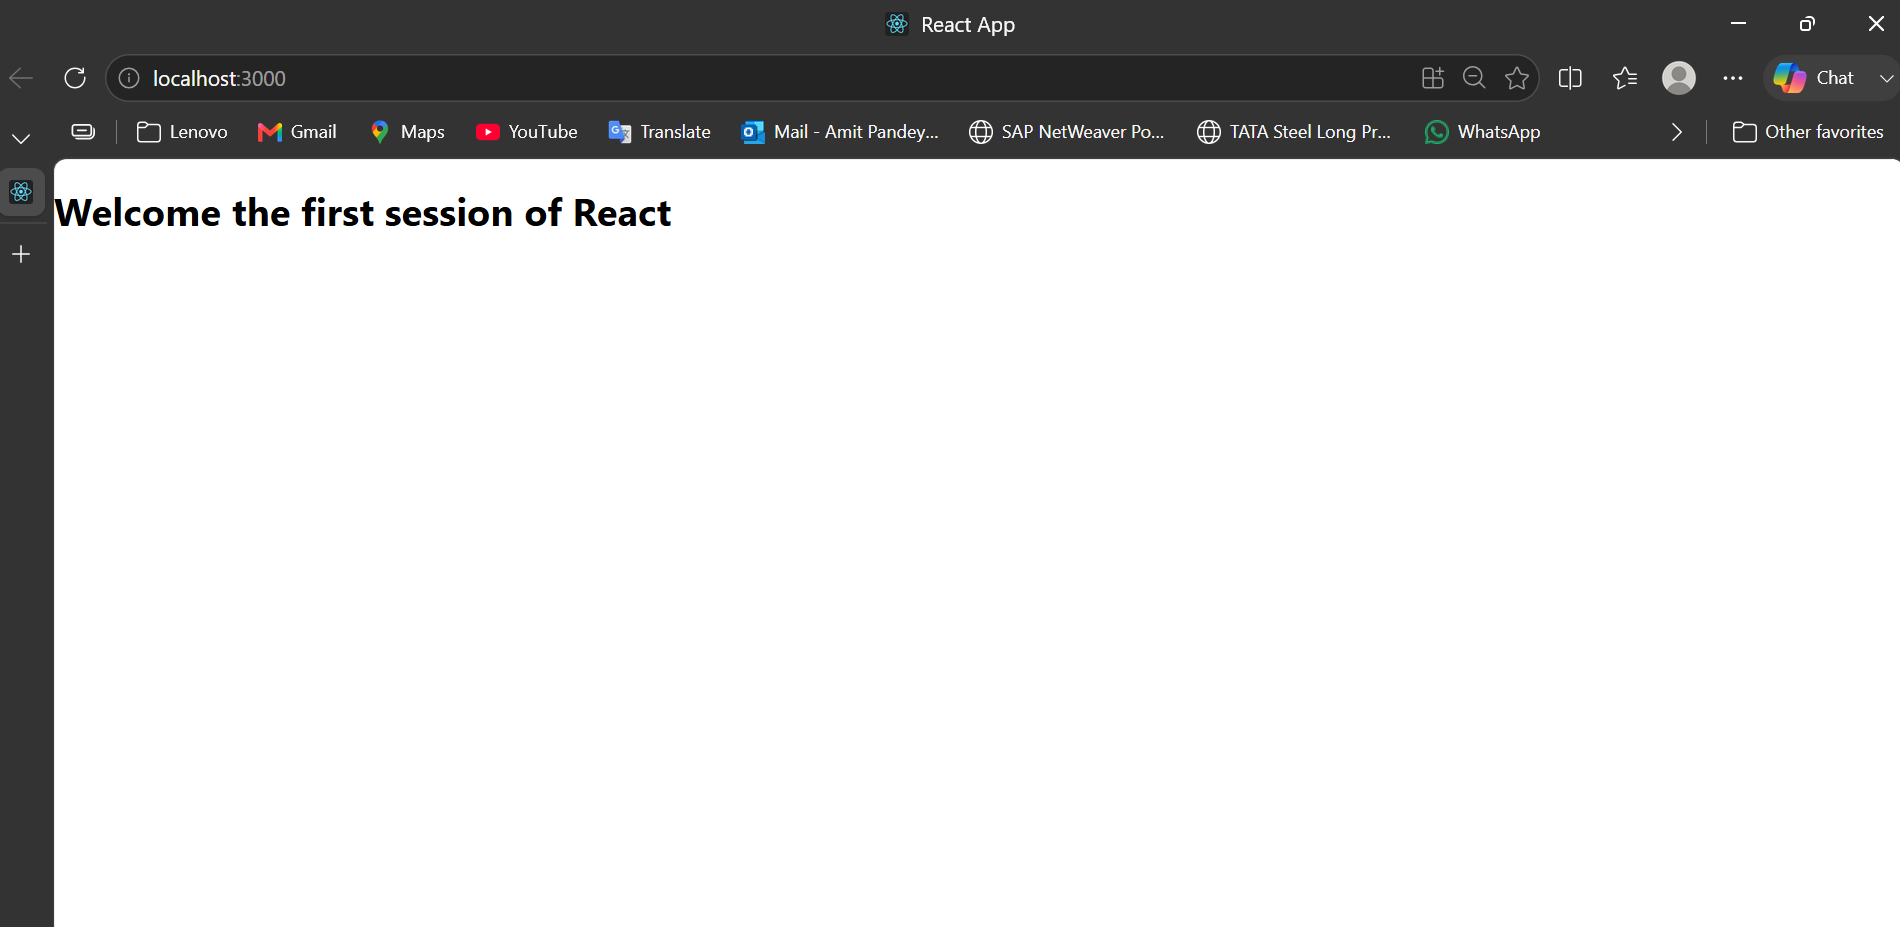 React App
localhost:3000
Chat
Lenovo Gmail Maps YouTube Translate Mail - Amit Pandey... SAP NetWeaver Po... TATA Steel Long Pr... WhatsApp Other favorites
Welcome the first session of React